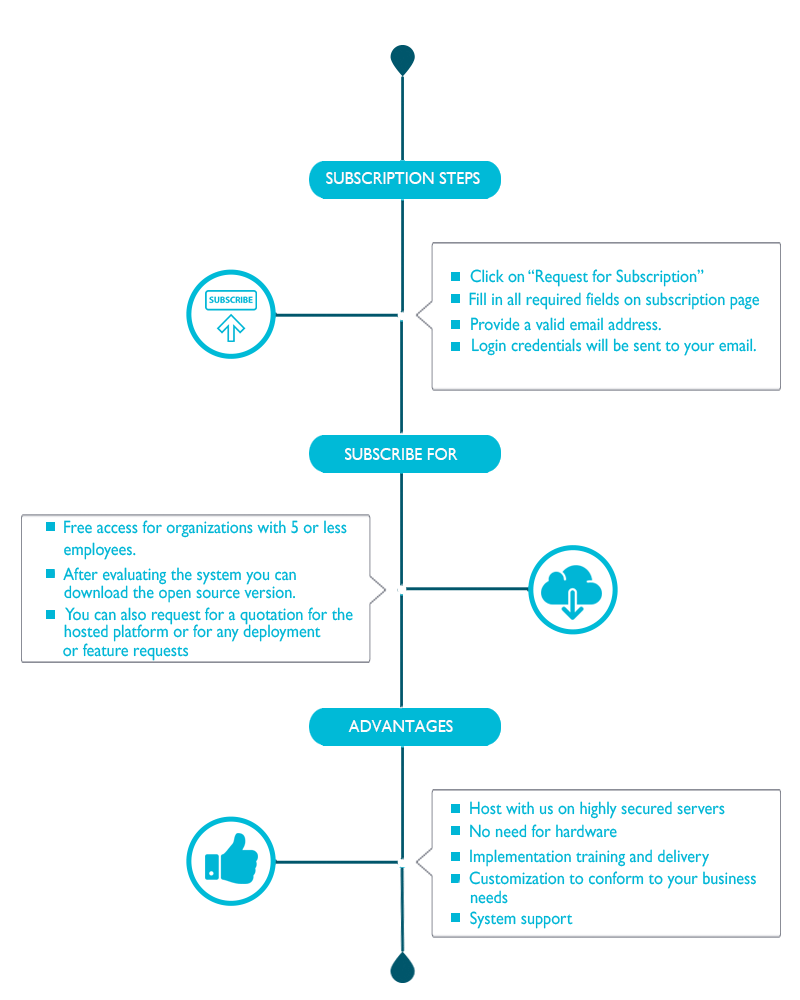 SUBSCRIPTION STEPS
SUBSCRIBE
Click on “Request for Subscription”
Fill in all required fields on subscription page
Provide a valid email address.
Login credentials will be sent to your email.
SUBSCRIBE FOR
Free access for organizations with 5 or less
employees.
After evaluating the system you can
download the open source version.
You can also request for a quotation for the
hosted platform or for any deployment
or feature requests
ADVANTAGES
Host with us on highly secured servers
No need for hardware
Implementation training and delivery
Customization to conform to your business
needs
System support